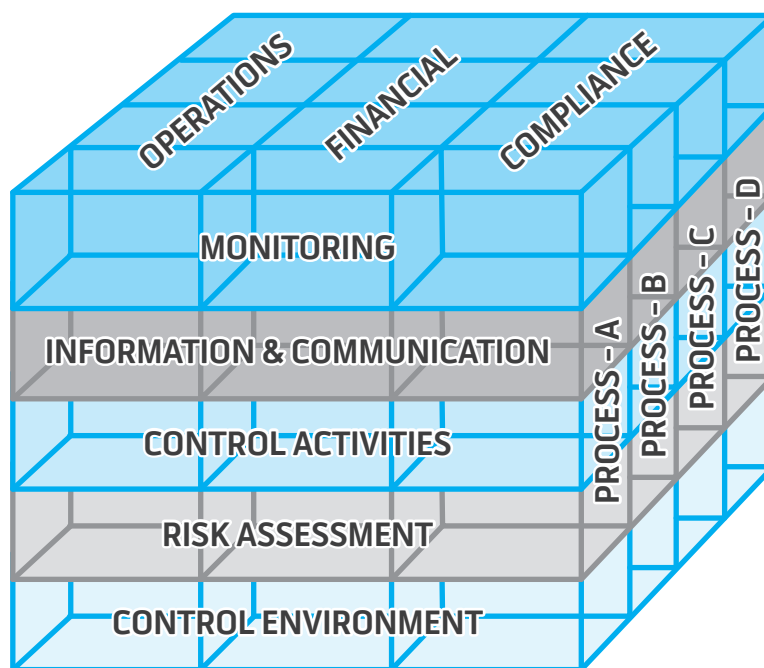 OPERATIONS
FINANCIAL
COMPLIANCE
MONITORING
INFORMATION & COMMUNICATION
CONTROL ACTIVITIES
RISK ASSESSMENT
CONTROL ENVIRONMENT
PROCESS - A
PROCESS - B
PROCESS - C
PROCESS - D